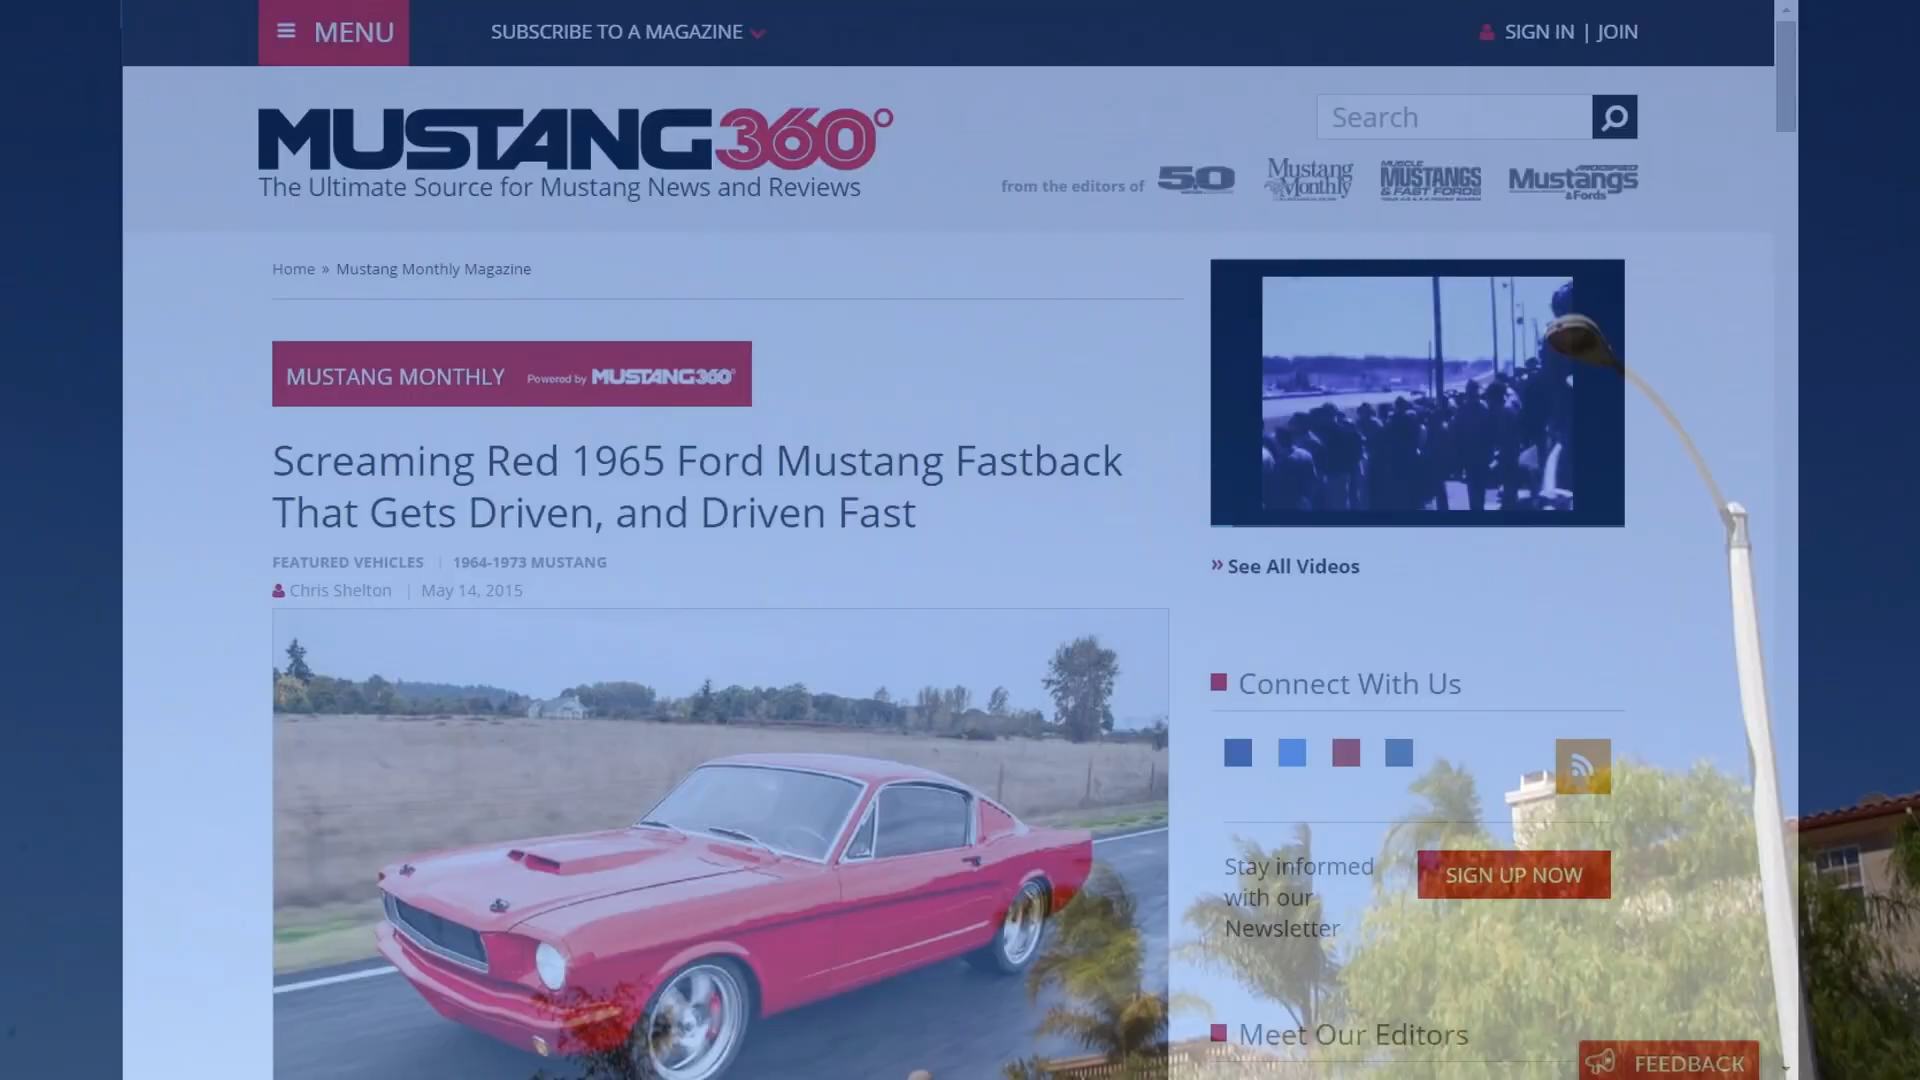 MENU
SUBSCRIBE TO A MAGAZINE
SIGN IN | JOIN
MUSTANG360°
The Ultimate Source for Mustang News and Reviews
Search
from the editors of
5.0
Mustang Monthly
MUSCLE MUSTANGS & FAST FORDS
Mustangs & Fords
Home » Mustang Monthly Magazine
MUSTANG MONTHLY Powered by MUSTANG360°
Screaming Red 1965 Ford Mustang Fastback
That Gets Driven, and Driven Fast
FEATURED VEHICLES | 1964-1973 MUSTANG
Chris Shelton | May 14, 2015
» See All Videos
Connect With Us
Stay informed
with our
Newsletter
SIGN UP NOW
Meet Our Editors
FEEDBACK